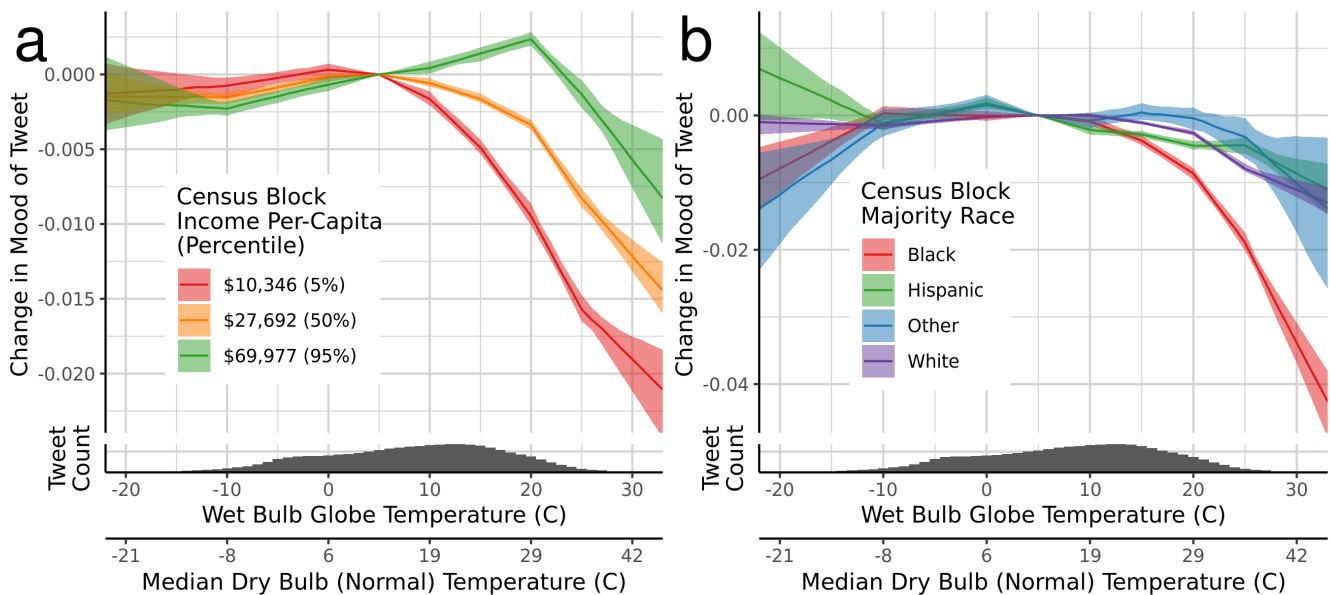 a
Change in Mood of Tweet
0.000
-0.005
-0.010
-0.015
-0.020
Census Block
Income Per-Capita
(Percentile)
$10,346 (5%)
$27,692 (50%)
$69,977 (95%)
Tweet
Count
-20 -10 0 10 20 30
Wet Bulb Globe Temperature (C)
-21 -8 6 19 29 42
Median Dry Bulb (Normal) Temperature (C)
b
Change in Mood of Tweet
0.00
-0.02
-0.04
Census Block
Majority Race
Black
Hispanic
Other
White
Tweet
Count
-20 -10 0 10 20 30
Wet Bulb Globe Temperature (C)
-21 -8 6 19 29 42
Median Dry Bulb (Normal) Temperature (C)